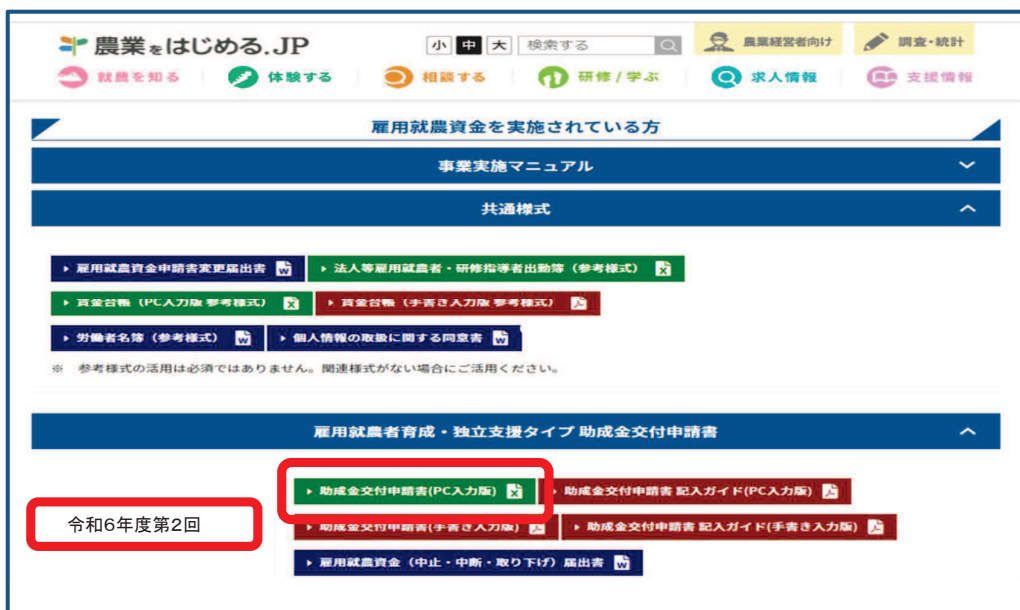 農業をはじめる.JP 小 中 大 検索する 農業経営者向け 調査・統計
就農を知る 体験する 相談する 研修/学ぶ 求人情報 支援情報
雇用就農資金を実施されている方
事業実施マニュアル
共通様式
雇用就農資金申請書変更届出書 法人等雇用就農者・研修指導者出勤簿（参考様式）
賃金台帳（PC入力版 参考様式） 賃金台帳（手書き入力版 参考様式）
労働者名簿（参考様式） 個人情報の取扱に関する同意書
※ 参考様式の活用は必須ではありません。関連様式がない場合にご活用ください。
雇用就農者育成・独立支援タイプ 助成金交付申請書
助成金交付申請書(PC入力版) 助成金交付申請書 記入ガイド(PC入力版)
令和6年度第2回
助成金交付申請書(手書き入力版) 助成金交付申請書 記入ガイド(手書き入力版)
雇用就農資金（中止・中断・取り下げ）届出書